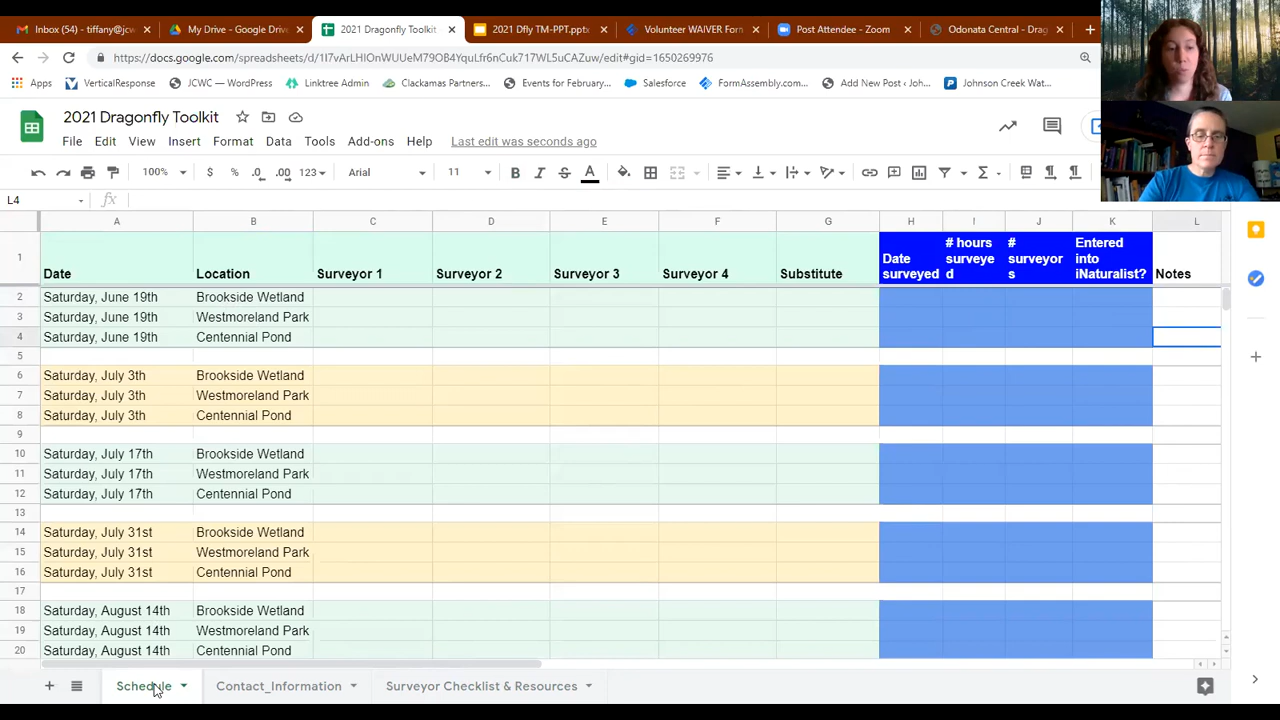 Inbox (54) - tiffany@jcw
My Drive - Google Drive
2021 Dragonfly Toolkit
2021 Dfly TM-PPT.pptx
Volunteer WAIVER Form
Post Attendee - Zoom
Odonata Central - Drag
docs.google.com/spreadsheets/d/1I7vArLHIOnWUUeM79OB4YquLfr6nCuk717WL5uCAZuw/edit#gid=1650269976
Apps
VerticalResponse
JCWC — WordPress
Linktree Admin
Clackamas Partners...
Events for February...
Salesforce
FormAssembly.com...
Add New Post ‹ Joh...
Johnson Creek Wat...
2021 Dragonfly Toolkit
File Edit View Insert Format Data Tools Add-ons Help Last edit was seconds ago
100% $ % .0 .00 123 Arial 11 B I S A
L4 fx
A B C D E F G H I J K L
1 Date Location Surveyor 1 Surveyor 2 Surveyor 3 Surveyor 4 Substitute Date surveyed # hours surveyed # surveyors Entered into iNaturalist? Notes
2 Saturday, June 19th Brookside Wetland
3 Saturday, June 19th Westmoreland Park
4 Saturday, June 19th Centennial Pond
5
6 Saturday, July 3th Brookside Wetland
7 Saturday, July 3th Westmoreland Park
8 Saturday, July 3th Centennial Pond
9
10 Saturday, July 17th Brookside Wetland
11 Saturday, July 17th Westmoreland Park
12 Saturday, July 17th Centennial Pond
13
14 Saturday, July 31st Brookside Wetland
15 Saturday, July 31st Westmoreland Park
16 Saturday, July 31st Centennial Pond
17
18 Saturday, August 14th Brookside Wetland
19 Saturday, August 14th Westmoreland Park
20 Saturday, August 14th Centennial Pond
Schedule Contact_Information Surveyor Checklist & Resources